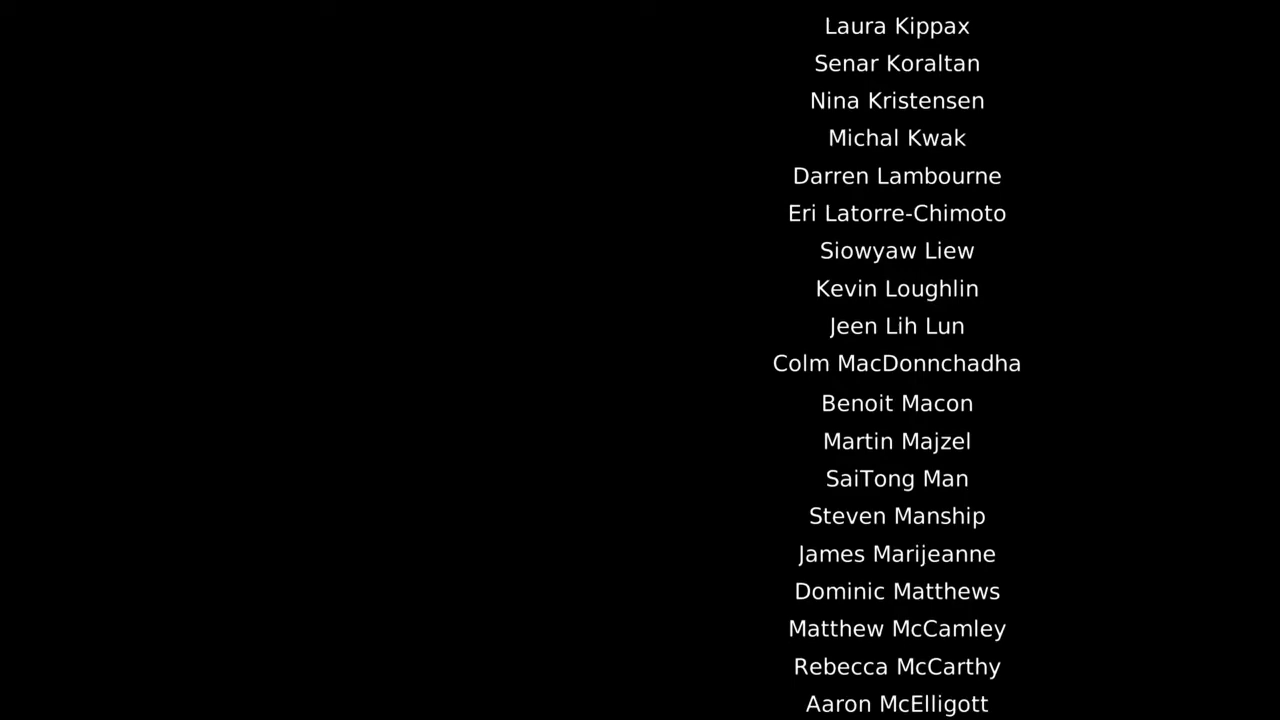 Laura Kippax
Senar Koraltan
Nina Kristensen
Michal Kwak
Darren Lambourne
Eri Latorre-Chimoto
Siowyaw Liew
Kevin Loughlin
Jeen Lih Lun
Colm MacDonnchadha
Benoit Macon
Martin Majzel
SaiTong Man
Steven Manship
James Marijeanne
Dominic Matthews
Matthew McCamley
Rebecca McCarthy
Aaron McElligott